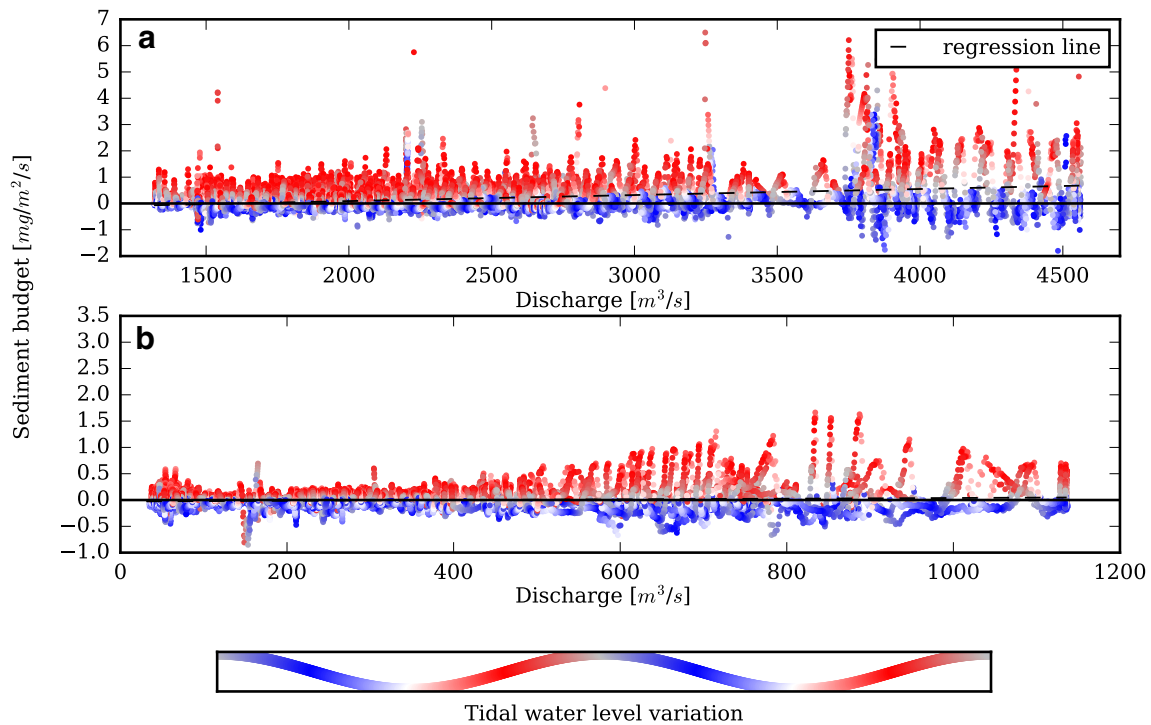 a
regression line
7
6
5
4
3
2
1
0
−1
−2
1500 2000 2500 3000 3500 4000 4500
Discharge [m³/s]
Sediment budget [mg/m²/s]
b
3.5
3.0
2.5
2.0
1.5
1.0
0.5
0.0
−0.5
−1.0
0 200 400 600 800 1000 1200
Discharge [m³/s]
Tidal water level variation